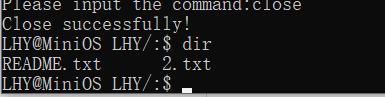 Please input the command:close
Close successfully!
LHY@MiniOS LHY/:$ dir
README.txt      2.txt
LHY@MiniOS LHY/:$